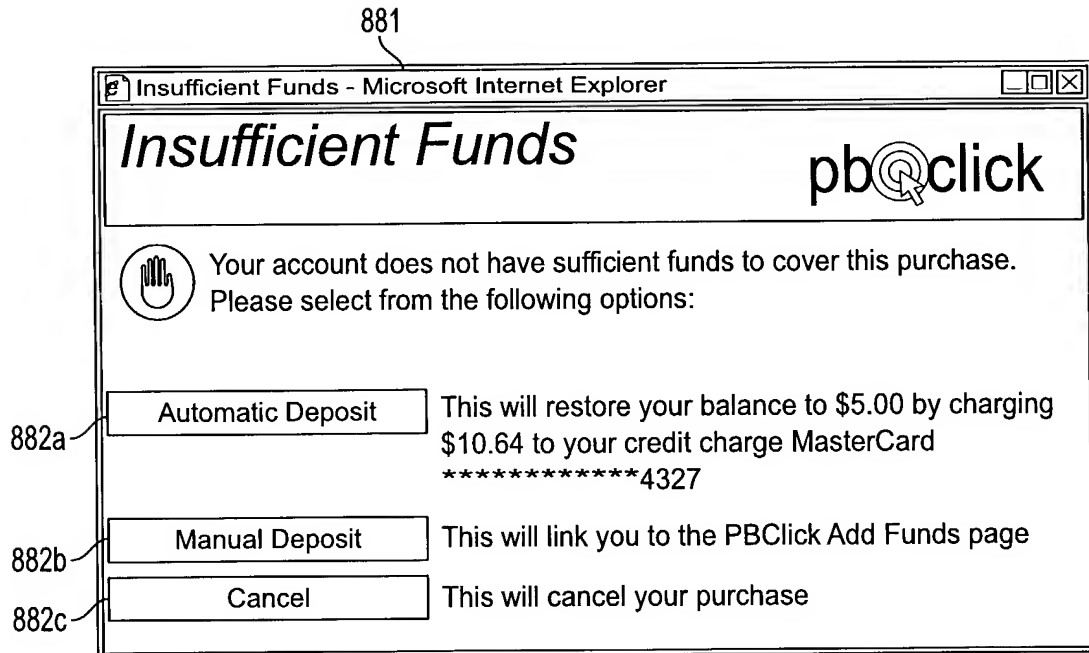 881
Insufficient Funds - Microsoft Internet Explorer
Insufficient Funds
pbclick
Your account does not have sufficient funds to cover this purchase.
Please select from the following options:
882a
Automatic Deposit
This will restore your balance to $5.00 by charging
$10.64 to your credit charge MasterCard
************4327
882b
Manual Deposit
This will link you to the PBClick Add Funds page
882c
Cancel
This will cancel your purchase